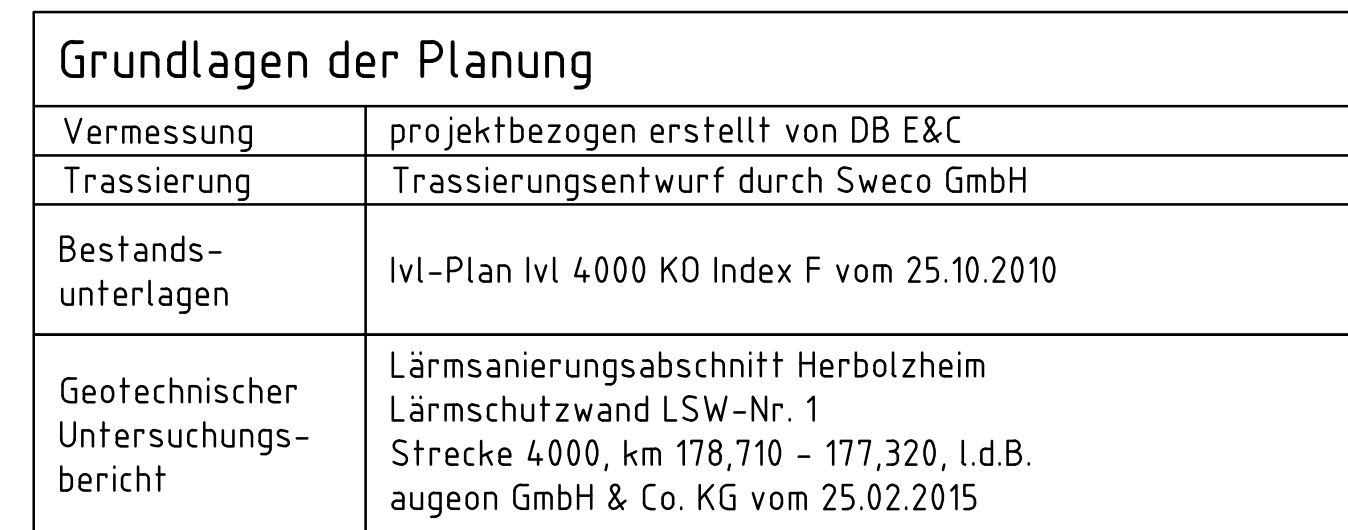 Grundlagen der Planung
Vermessung
projektbezogen erstellt von DB E&C
Trassierung
Trassierungsentwurf durch Sweco GmbH
Bestands-
unterlagen
Ivl-Plan Ivl 4000 KO Index F vom 25.10.2010
Geotechnischer
Untersuchungs-
bericht
Lärmsanierungsabschnitt Herbolzheim
Lärmschutzwand LSW-Nr. 1
Strecke 4000, km 178,710 - 177,320, l.d.B.
augeon GmbH & Co. KG vom 25.02.2015